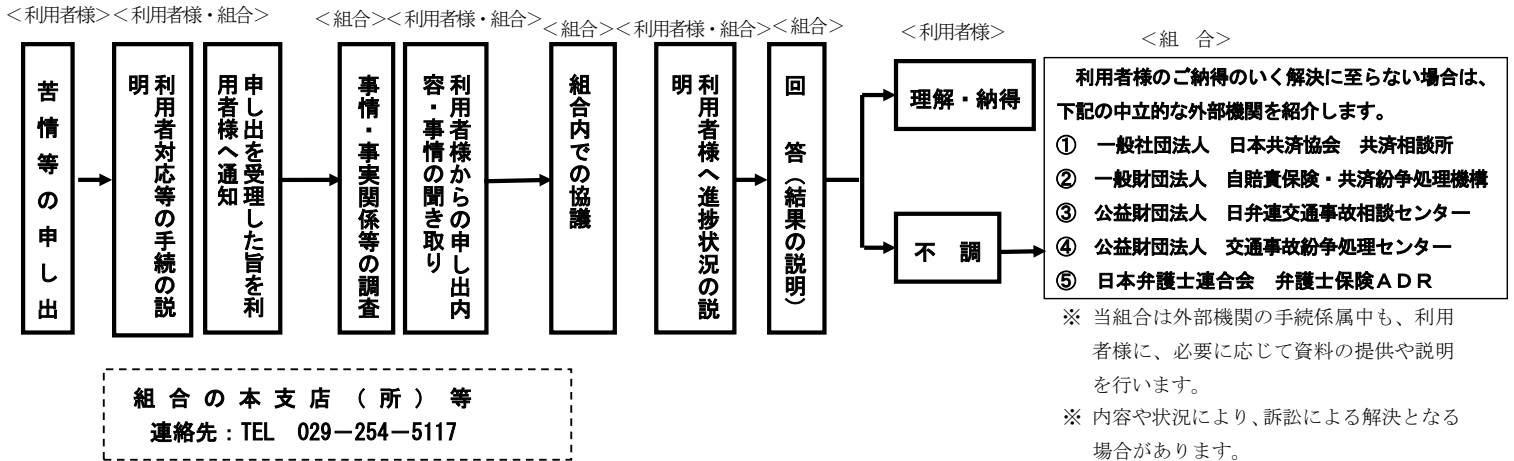 ＜利用者様＞
＜利用者様・組合＞
＜組合＞
＜利用者様・組合＞
＜組合＞
＜利用者様・組合＞
＜組合＞
＜利用者様＞
＜組　合＞
苦情等の申し出
利用者対応等の手続の説
明
申し出を受理した旨を利
用者様へ通知
事情・事実関係等の調査
利用者様からの申し出内
容・事情の聞き取り
組合内での協議
利用者様へ進捗状況の説
明
回　答（結果の説明）
理解・納得
不　調
利用者様のご納得のいく解決に至らない場合は、
下記の中立的な外部機関を紹介します。
①　一般社団法人　日本共済協会　共済相談所
②　一般財団法人　自賠責保険・共済紛争処理機構
③　公益財団法人　日弁連交通事故相談センター
④　公益財団法人　交通事故紛争処理センター
⑤　日本弁護士連合会　弁護士保険ＡＤＲ
※ 当組合は外部機関の手続係属中も、利用
者様に、必要に応じて資料の提供や説明
を行います。
※ 内容や状況により、訴訟による解決となる
場合があります。
組合の本支店（所）等
連絡先：TEL　029－254－5117